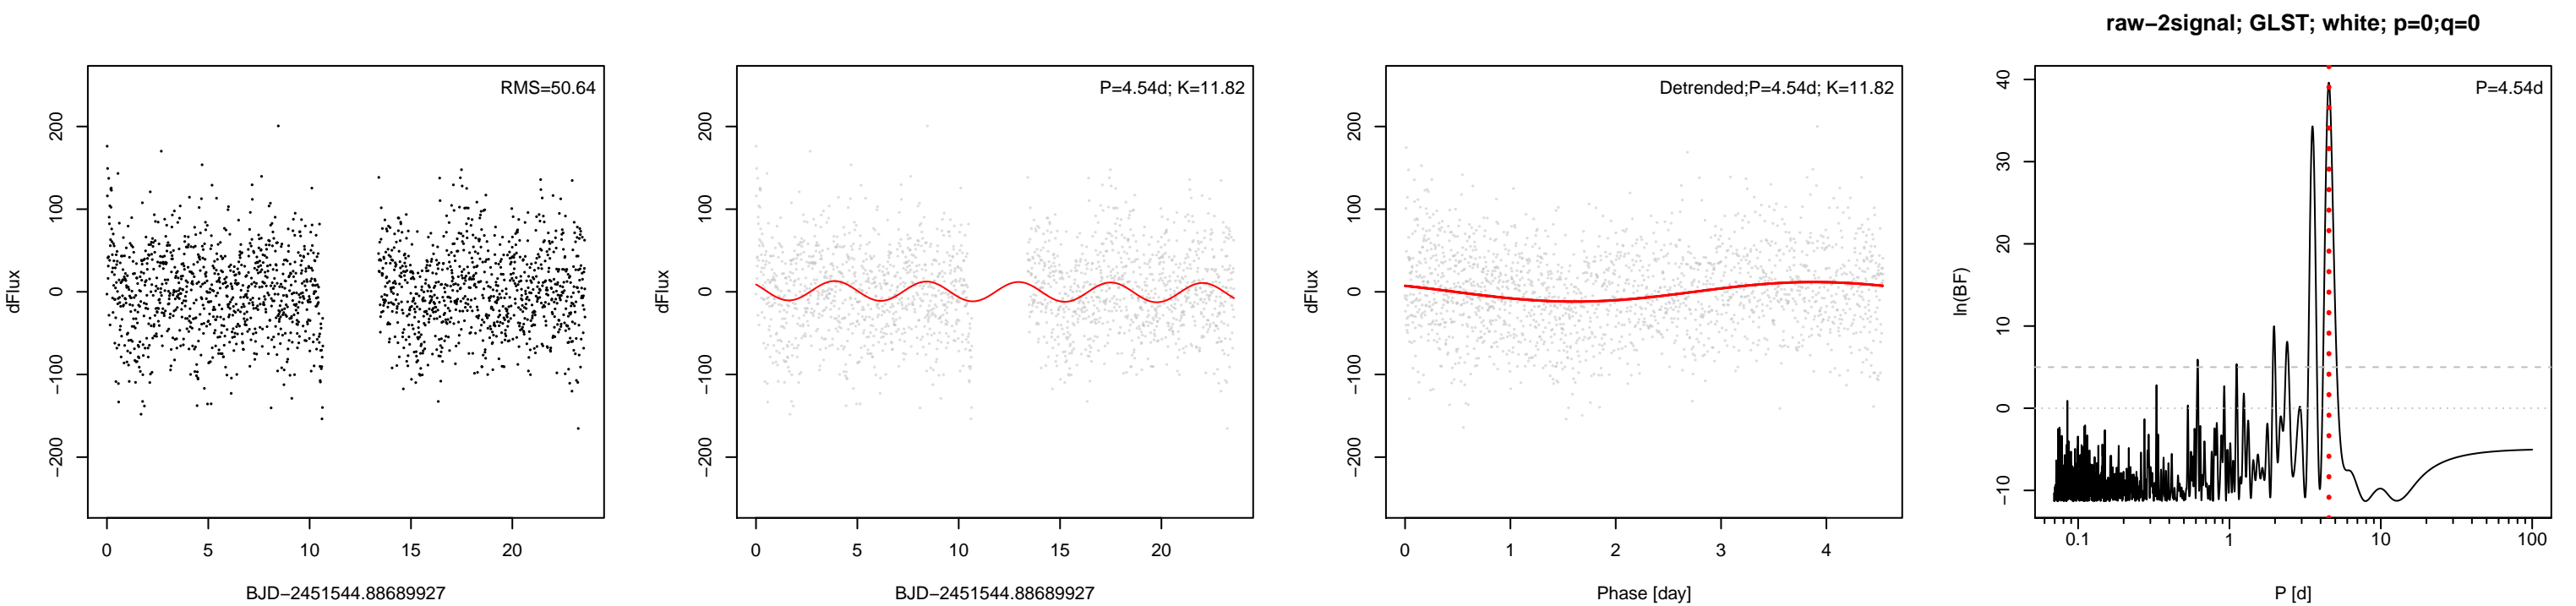 raw−2signal; GLST; white; p=0;q=0
RMS=50.64
dFlux
200
100
0
−100
−200
0 5 10 15 20
BJD−2451544.88689927
P=4.54d; K=11.82
dFlux
200
100
0
−100
−200
0 5 10 15 20
BJD−2451544.88689927
Detrended;P=4.54d; K=11.82
dFlux
200
100
0
−100
−200
0 1 2 3 4
Phase [day]
P=4.54d
ln(BF)
40
30
20
10
0
−10
0.1 1 10 100
P [d]